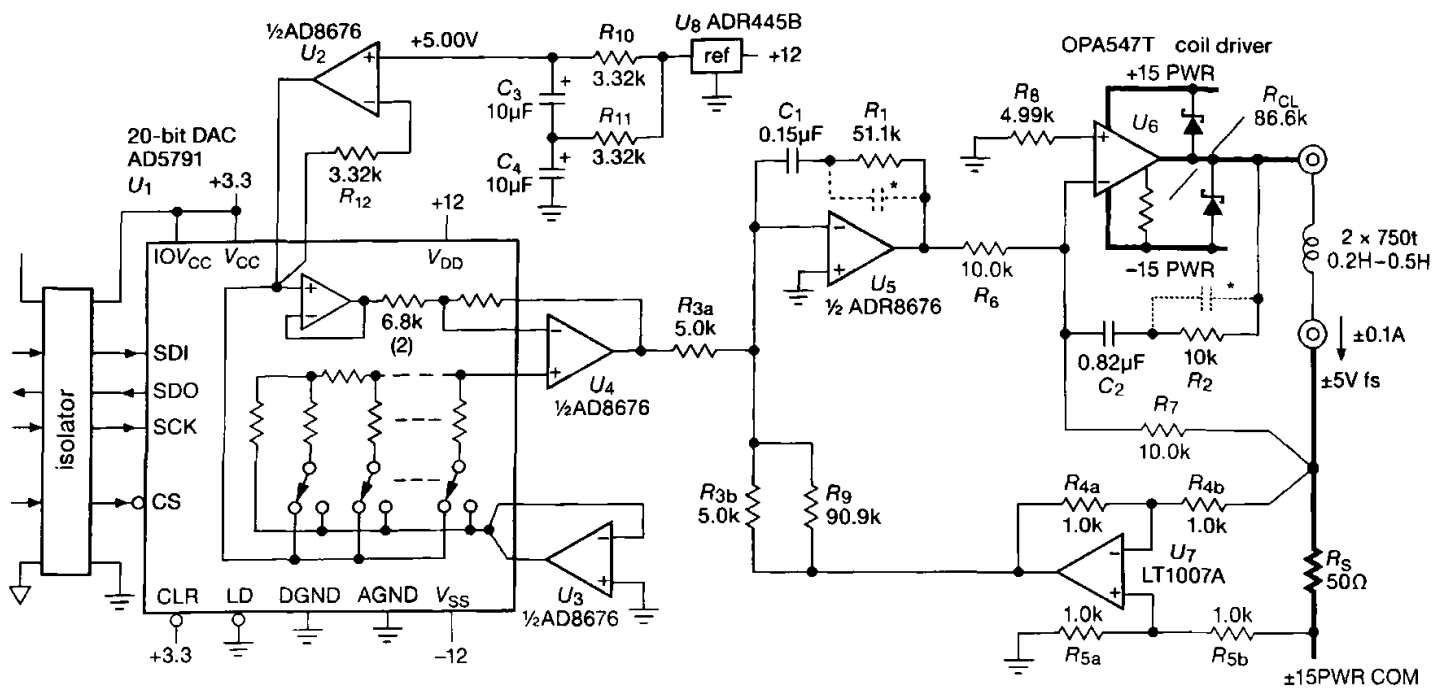 ½AD8676
U2
+5.00V
R10
3.32k
U8 ADR445B
ref
+12
C3
10µF
+
R11
3.32k
C4
10µF
+
3.32k
R12
+
−
20-bit DAC
AD5791
U1
+3.3
+12
IOVCC
VCC
VDD
isolator
SDI
SDO
SCK
CS
6.8k
(2)
+
−
−
+
U4
½AD8676
−
+
U3
½AD8676
CLR
LD
DGND
AGND
VSS
+3.3
−12
R3a
5.0k
C1
0.15µF
R1
51.1k
*
−
+
U5
½ ADR8676
10.0k
R6
R3b
5.0k
R9
90.9k
OPA547T coil driver
+15 PWR
R8
4.99k
U6
+
−
RCL
86.6k
−15 PWR
*
0.82µF
C2
10k
R2
2 × 750t
0.2H−0.5H
±0.1A
±5V fs
R7
10.0k
R4a
1.0k
R4b
1.0k
−
+
U7
LT1007A
RS
50Ω
1.0k
R5a
1.0k
R5b
±15PWR COM